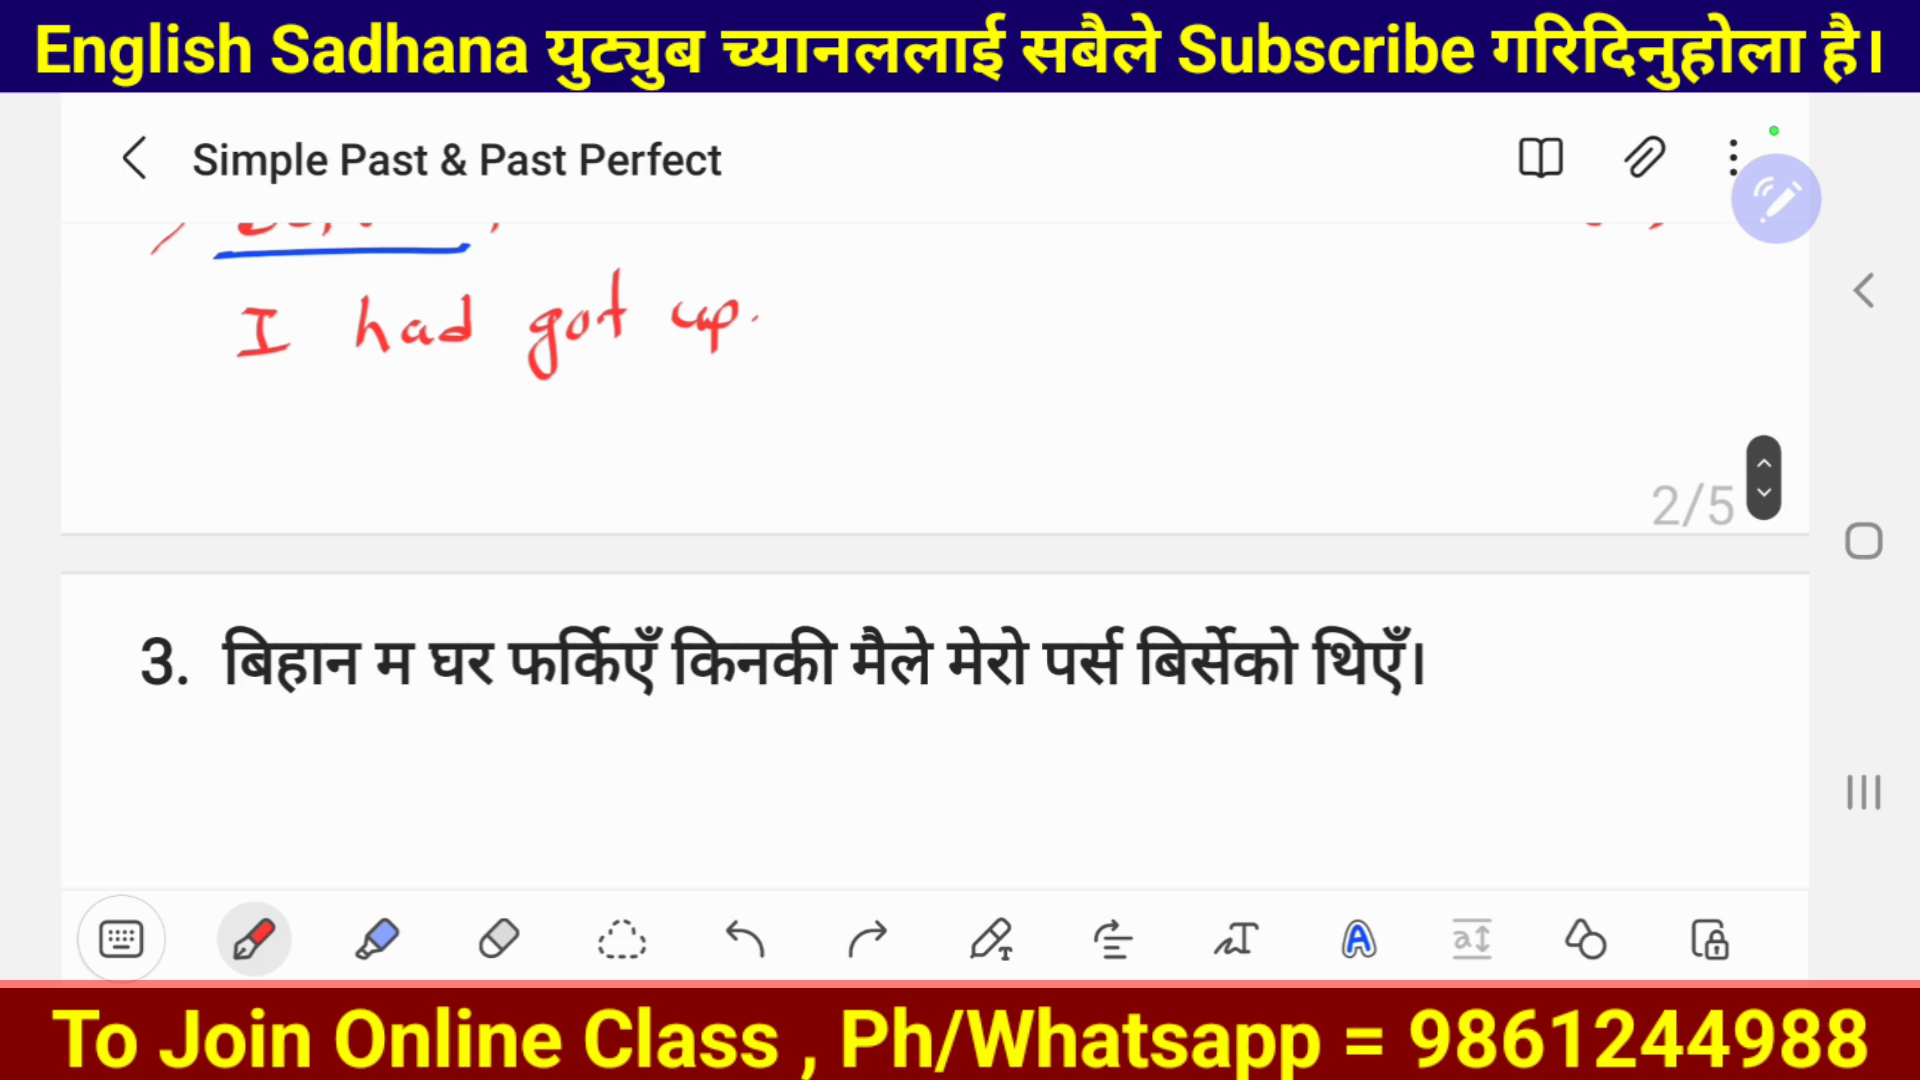 English Sadhana युट्युब च्यानललाई सबैले Subscribe गरिदिनुहोला है।
Simple Past & Past Perfect
I had got up.
2/5
3. बिहान म घर फर्किएँ किनकी मैले मेरो पर्स बिर्सेको थिएँ।
To Join Online Class , Ph/Whatsapp = 9861244988